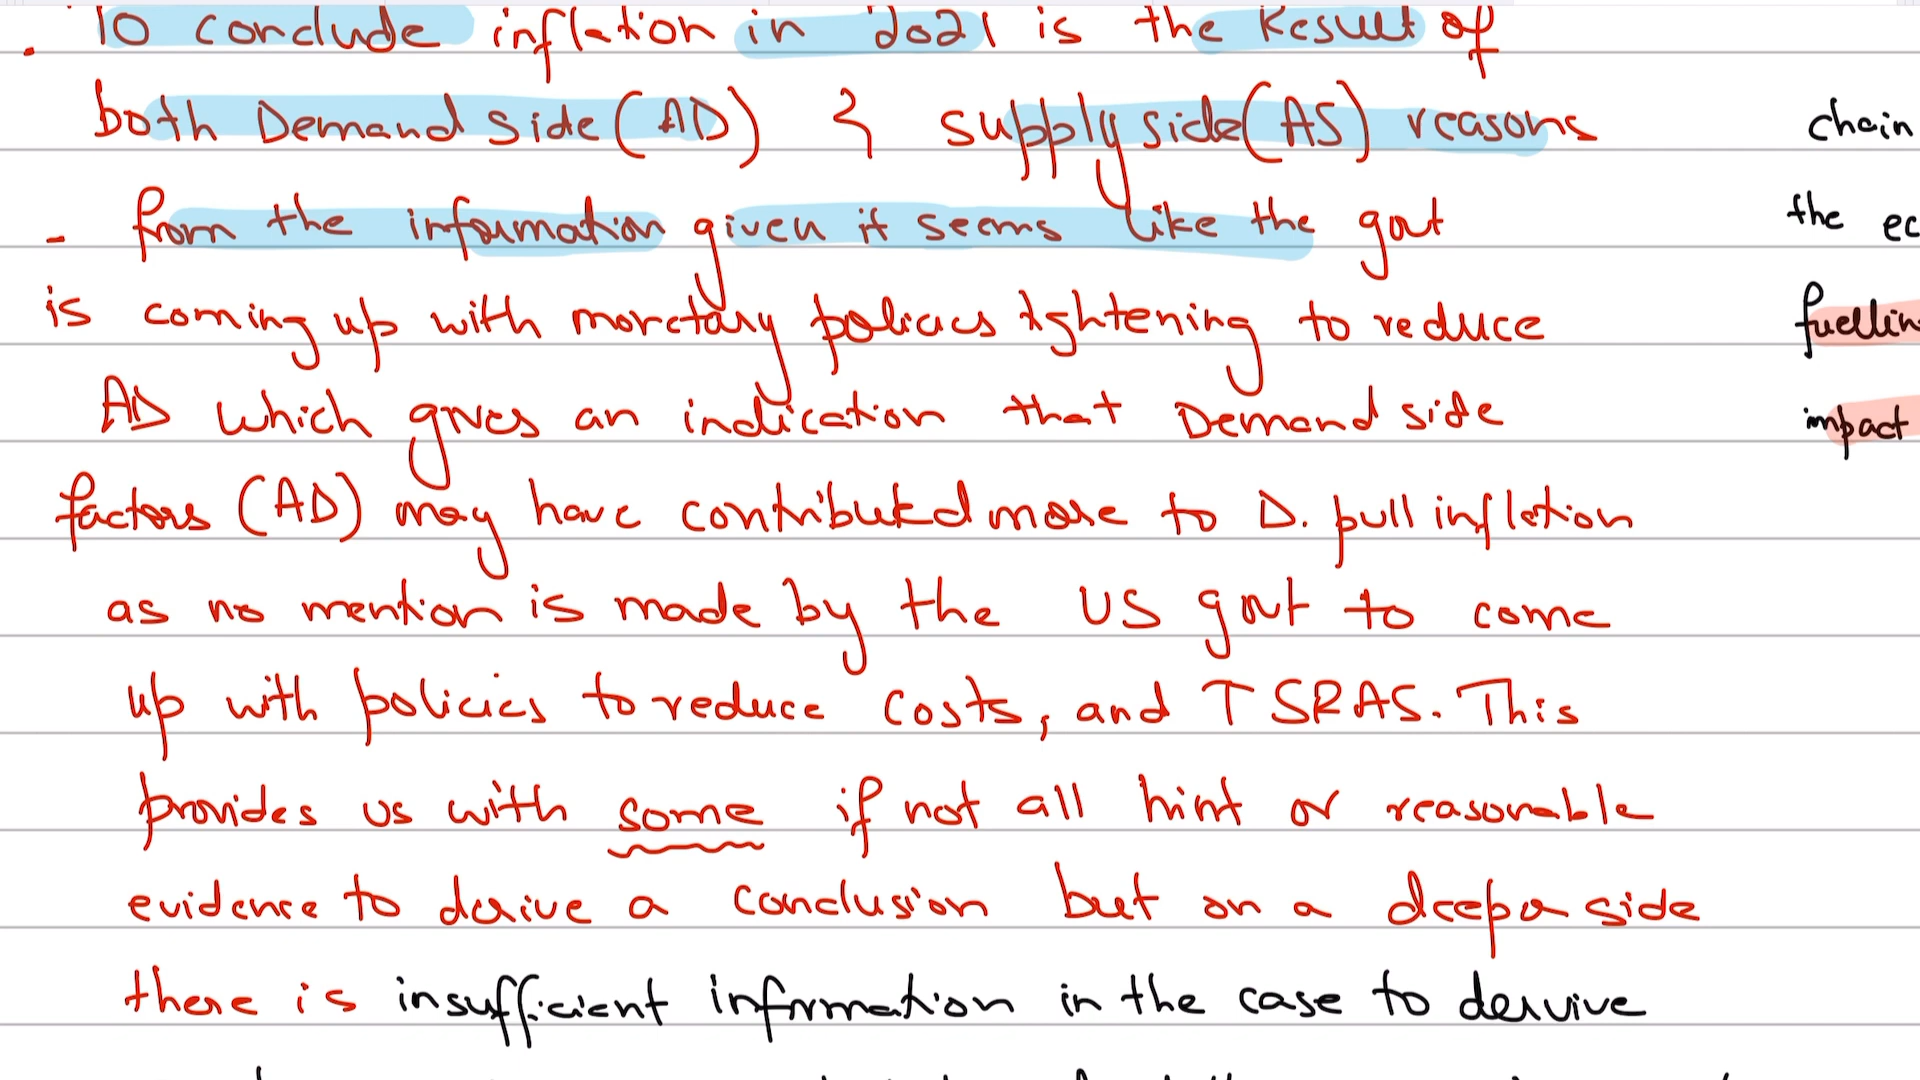 To conclude inflation in 2021 is the Result of
both Demand side (AD) & supply side (AS) reasons
- from the information given it seems like the govt
is coming up with monetary policies tightening to reduce
AD which gives an indication that Demand side
factors (AD) may have contributed more to D. pull inflation
as no mention is made by the US govt to come
up with policies to reduce costs, and ↑ SRAS. This
provides us with some if not all hint or reasonable
evidence to derive a conclusion but on a deeper side
there is insufficient information in the case to dervive
chain
the ec
fuellin
impact